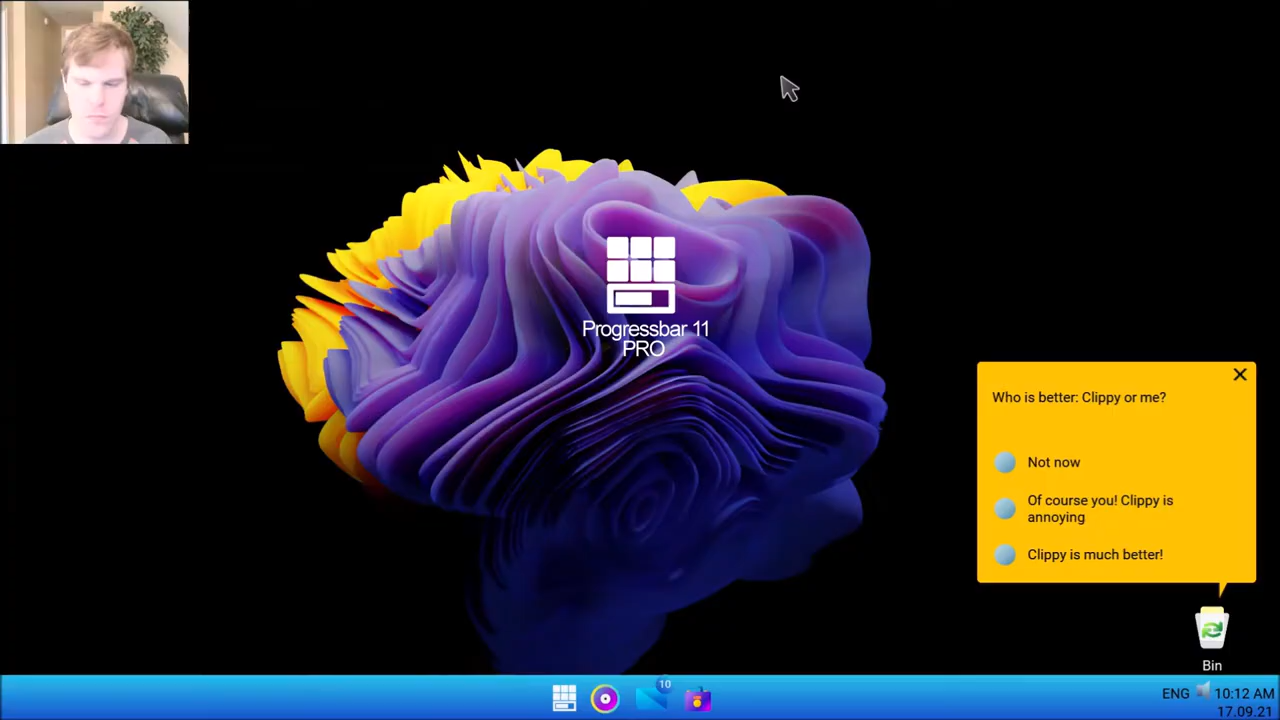 Progressbar 11
PRO
Who is better: Clippy or me?
Not now
Of course you! Clippy is
annoying
Clippy is much better!
Bin
10
ENG
10:12 AM
17.09.21